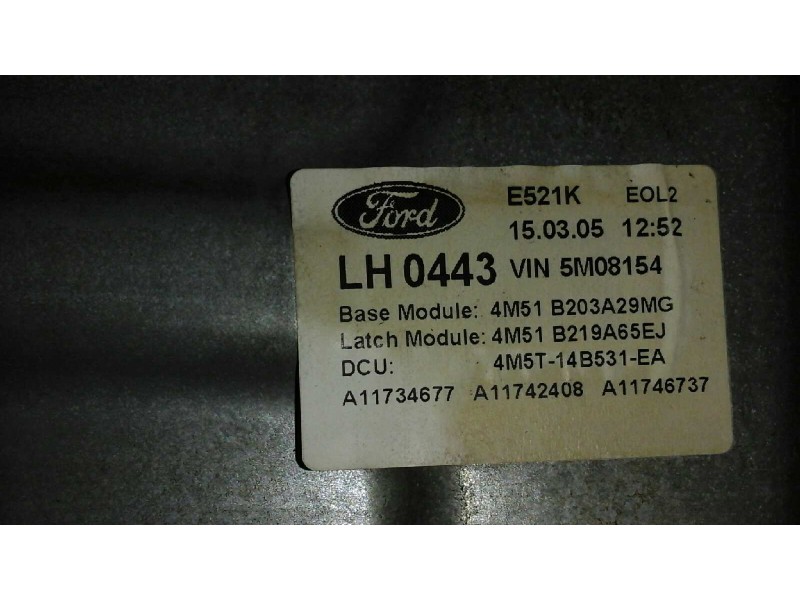 Ford E521K EOL2
15.03.05 12:52
LH 0443 VIN 5M08154
Base Module: 4M51 B203A29MG
Latch Module: 4M51 B219A65EJ
DCU: 4M5T-14B531-EA
A11734677 A11742408 A11746737